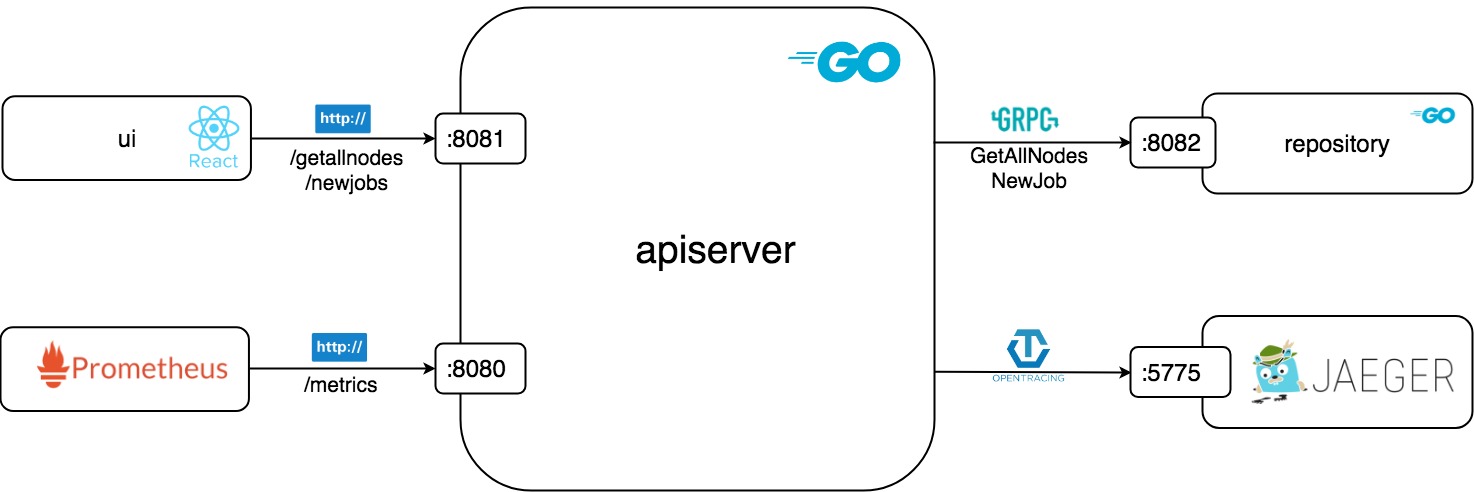 GO
http://
GRPC
GO
ui
React
:8081
/getallnodes
/newjobs
:8082
repository
GetAllNodes
NewJob
apiserver
http://
Prometheus
:8080
/metrics
OPENTRACING
:5775
JAEGER